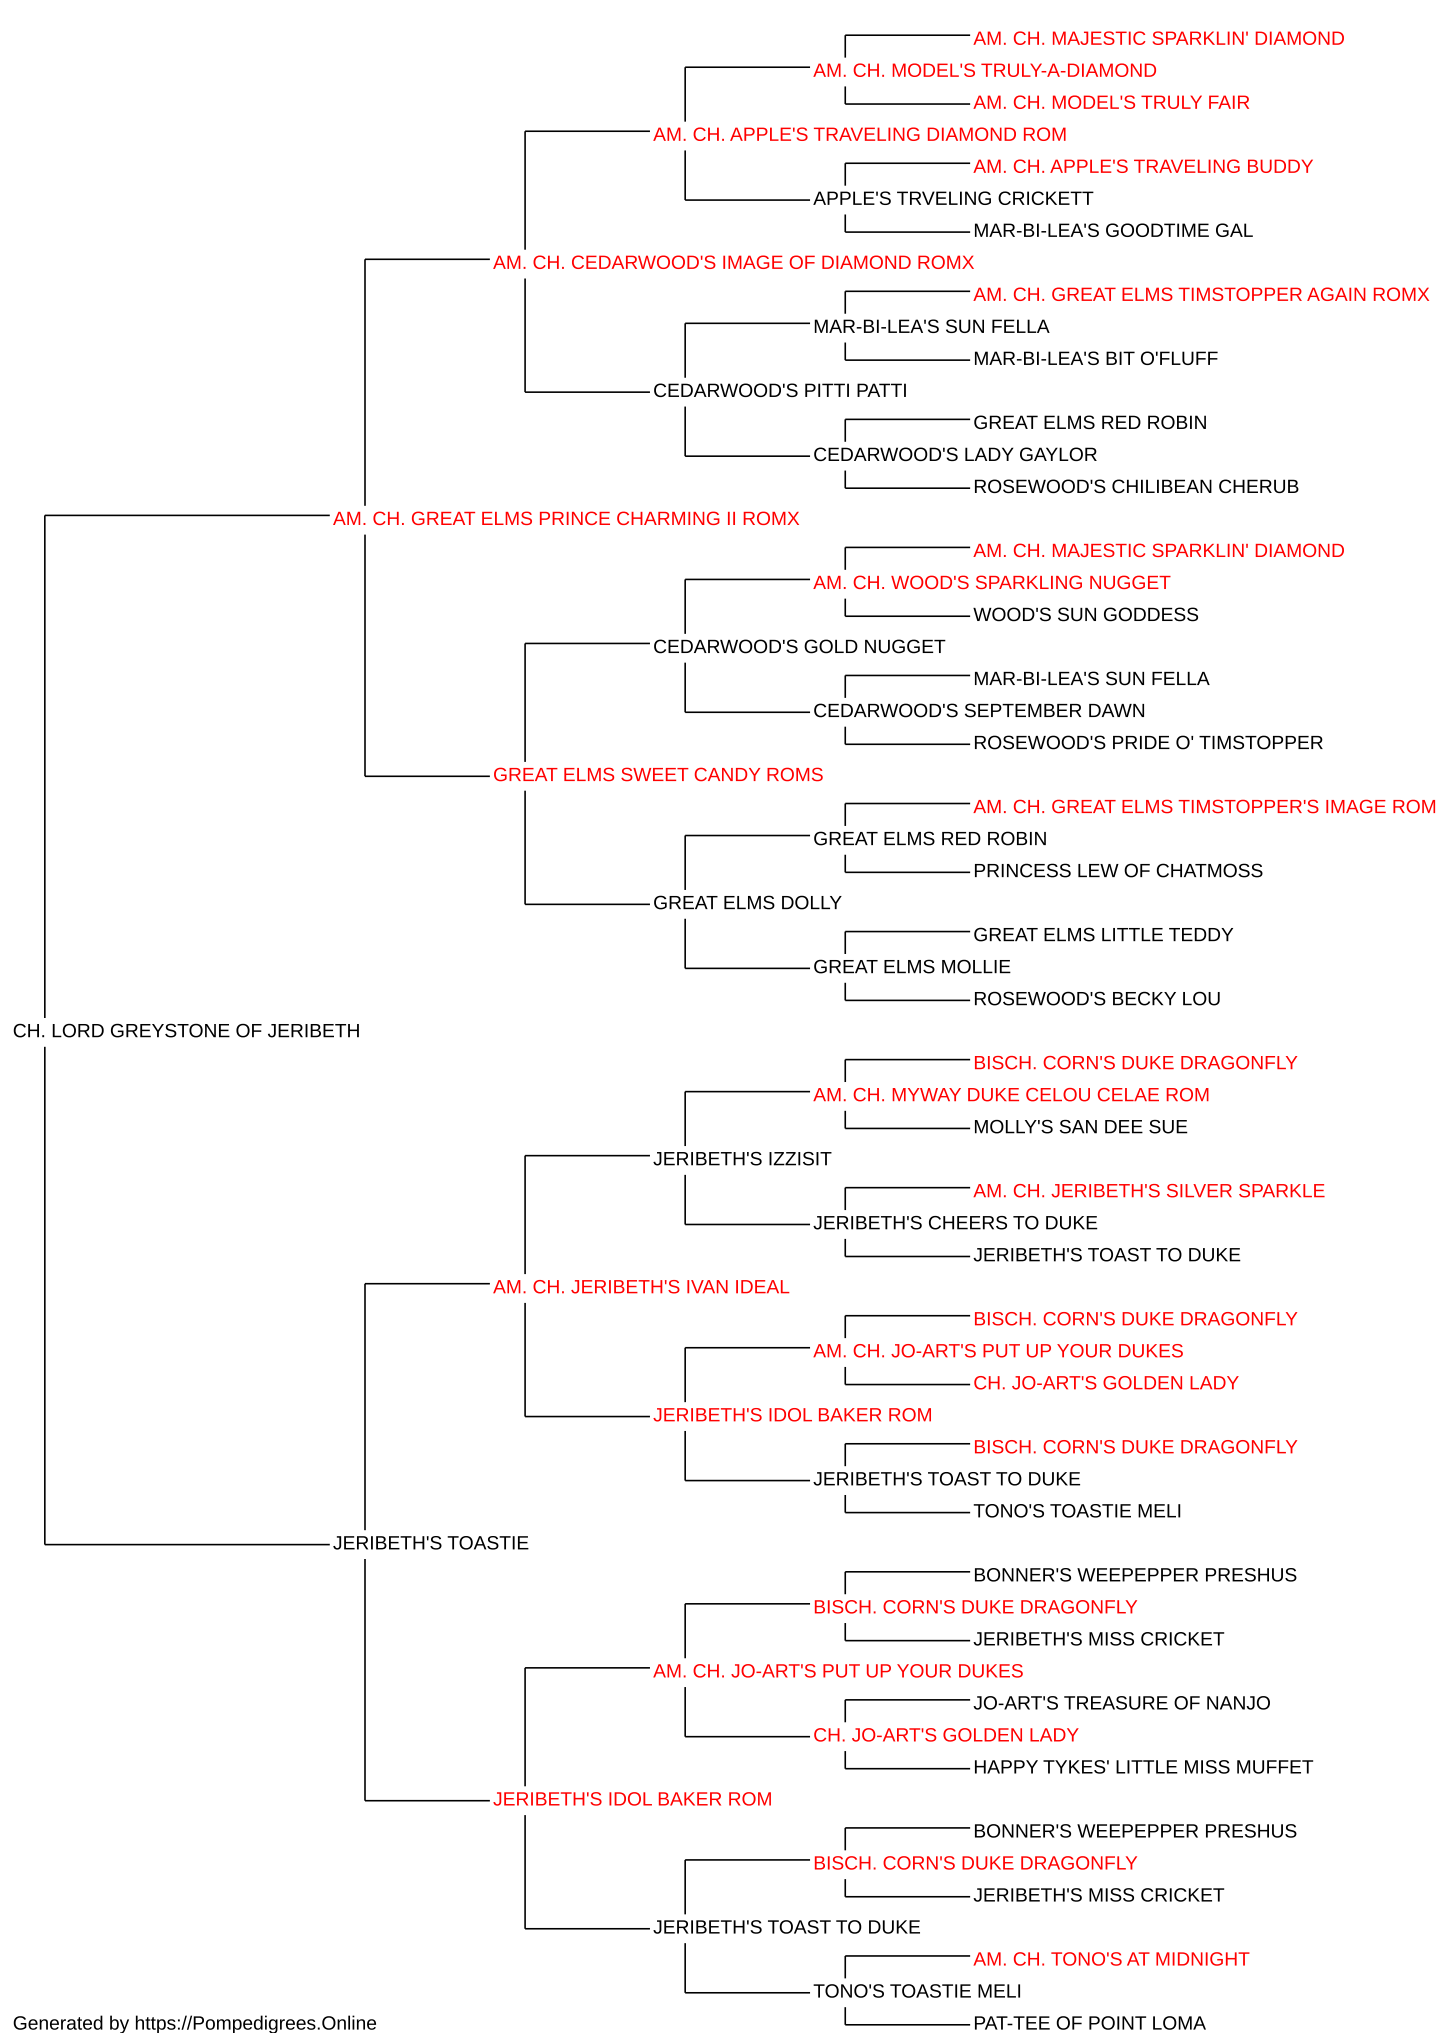 AM. CH. MAJESTIC SPARKLIN' DIAMOND
AM. CH. MODEL'S TRULY-A-DIAMOND
AM. CH. MODEL'S TRULY FAIR
AM. CH. APPLE'S TRAVELING DIAMOND ROM
AM. CH. APPLE'S TRAVELING BUDDY
APPLE'S TRVELING CRICKETT
MAR-BI-LEA'S GOODTIME GAL
AM. CH. CEDARWOOD'S IMAGE OF DIAMOND ROMX
AM. CH. GREAT ELMS TIMSTOPPER AGAIN ROMX
MAR-BI-LEA'S SUN FELLA
MAR-BI-LEA'S BIT O'FLUFF
CEDARWOOD'S PITTI PATTI
GREAT ELMS RED ROBIN
CEDARWOOD'S LADY GAYLOR
ROSEWOOD'S CHILIBEAN CHERUB
AM. CH. GREAT ELMS PRINCE CHARMING II ROMX
AM. CH. MAJESTIC SPARKLIN' DIAMOND
AM. CH. WOOD'S SPARKLING NUGGET
WOOD'S SUN GODDESS
CEDARWOOD'S GOLD NUGGET
MAR-BI-LEA'S SUN FELLA
CEDARWOOD'S SEPTEMBER DAWN
ROSEWOOD'S PRIDE O' TIMSTOPPER
GREAT ELMS SWEET CANDY ROMS
AM. CH. GREAT ELMS TIMSTOPPER'S IMAGE ROM
GREAT ELMS RED ROBIN
PRINCESS LEW OF CHATMOSS
GREAT ELMS DOLLY
GREAT ELMS LITTLE TEDDY
GREAT ELMS MOLLIE
ROSEWOOD'S BECKY LOU
CH. LORD GREYSTONE OF JERIBETH
BISCH. CORN'S DUKE DRAGONFLY
AM. CH. MYWAY DUKE CELOU CELAE ROM
MOLLY'S SAN DEE SUE
JERIBETH'S IZZISIT
AM. CH. JERIBETH'S SILVER SPARKLE
JERIBETH'S CHEERS TO DUKE
JERIBETH'S TOAST TO DUKE
AM. CH. JERIBETH'S IVAN IDEAL
BISCH. CORN'S DUKE DRAGONFLY
AM. CH. JO-ART'S PUT UP YOUR DUKES
CH. JO-ART'S GOLDEN LADY
JERIBETH'S IDOL BAKER ROM
BISCH. CORN'S DUKE DRAGONFLY
JERIBETH'S TOAST TO DUKE
TONO'S TOASTIE MELI
JERIBETH'S TOASTIE
BONNER'S WEEPEPPER PRESHUS
BISCH. CORN'S DUKE DRAGONFLY
JERIBETH'S MISS CRICKET
AM. CH. JO-ART'S PUT UP YOUR DUKES
JO-ART'S TREASURE OF NANJO
CH. JO-ART'S GOLDEN LADY
HAPPY TYKES' LITTLE MISS MUFFET
JERIBETH'S IDOL BAKER ROM
BONNER'S WEEPEPPER PRESHUS
BISCH. CORN'S DUKE DRAGONFLY
JERIBETH'S MISS CRICKET
JERIBETH'S TOAST TO DUKE
AM. CH. TONO'S AT MIDNIGHT
TONO'S TOASTIE MELI
PAT-TEE OF POINT LOMA
Generated by https://Pompedigrees.Online